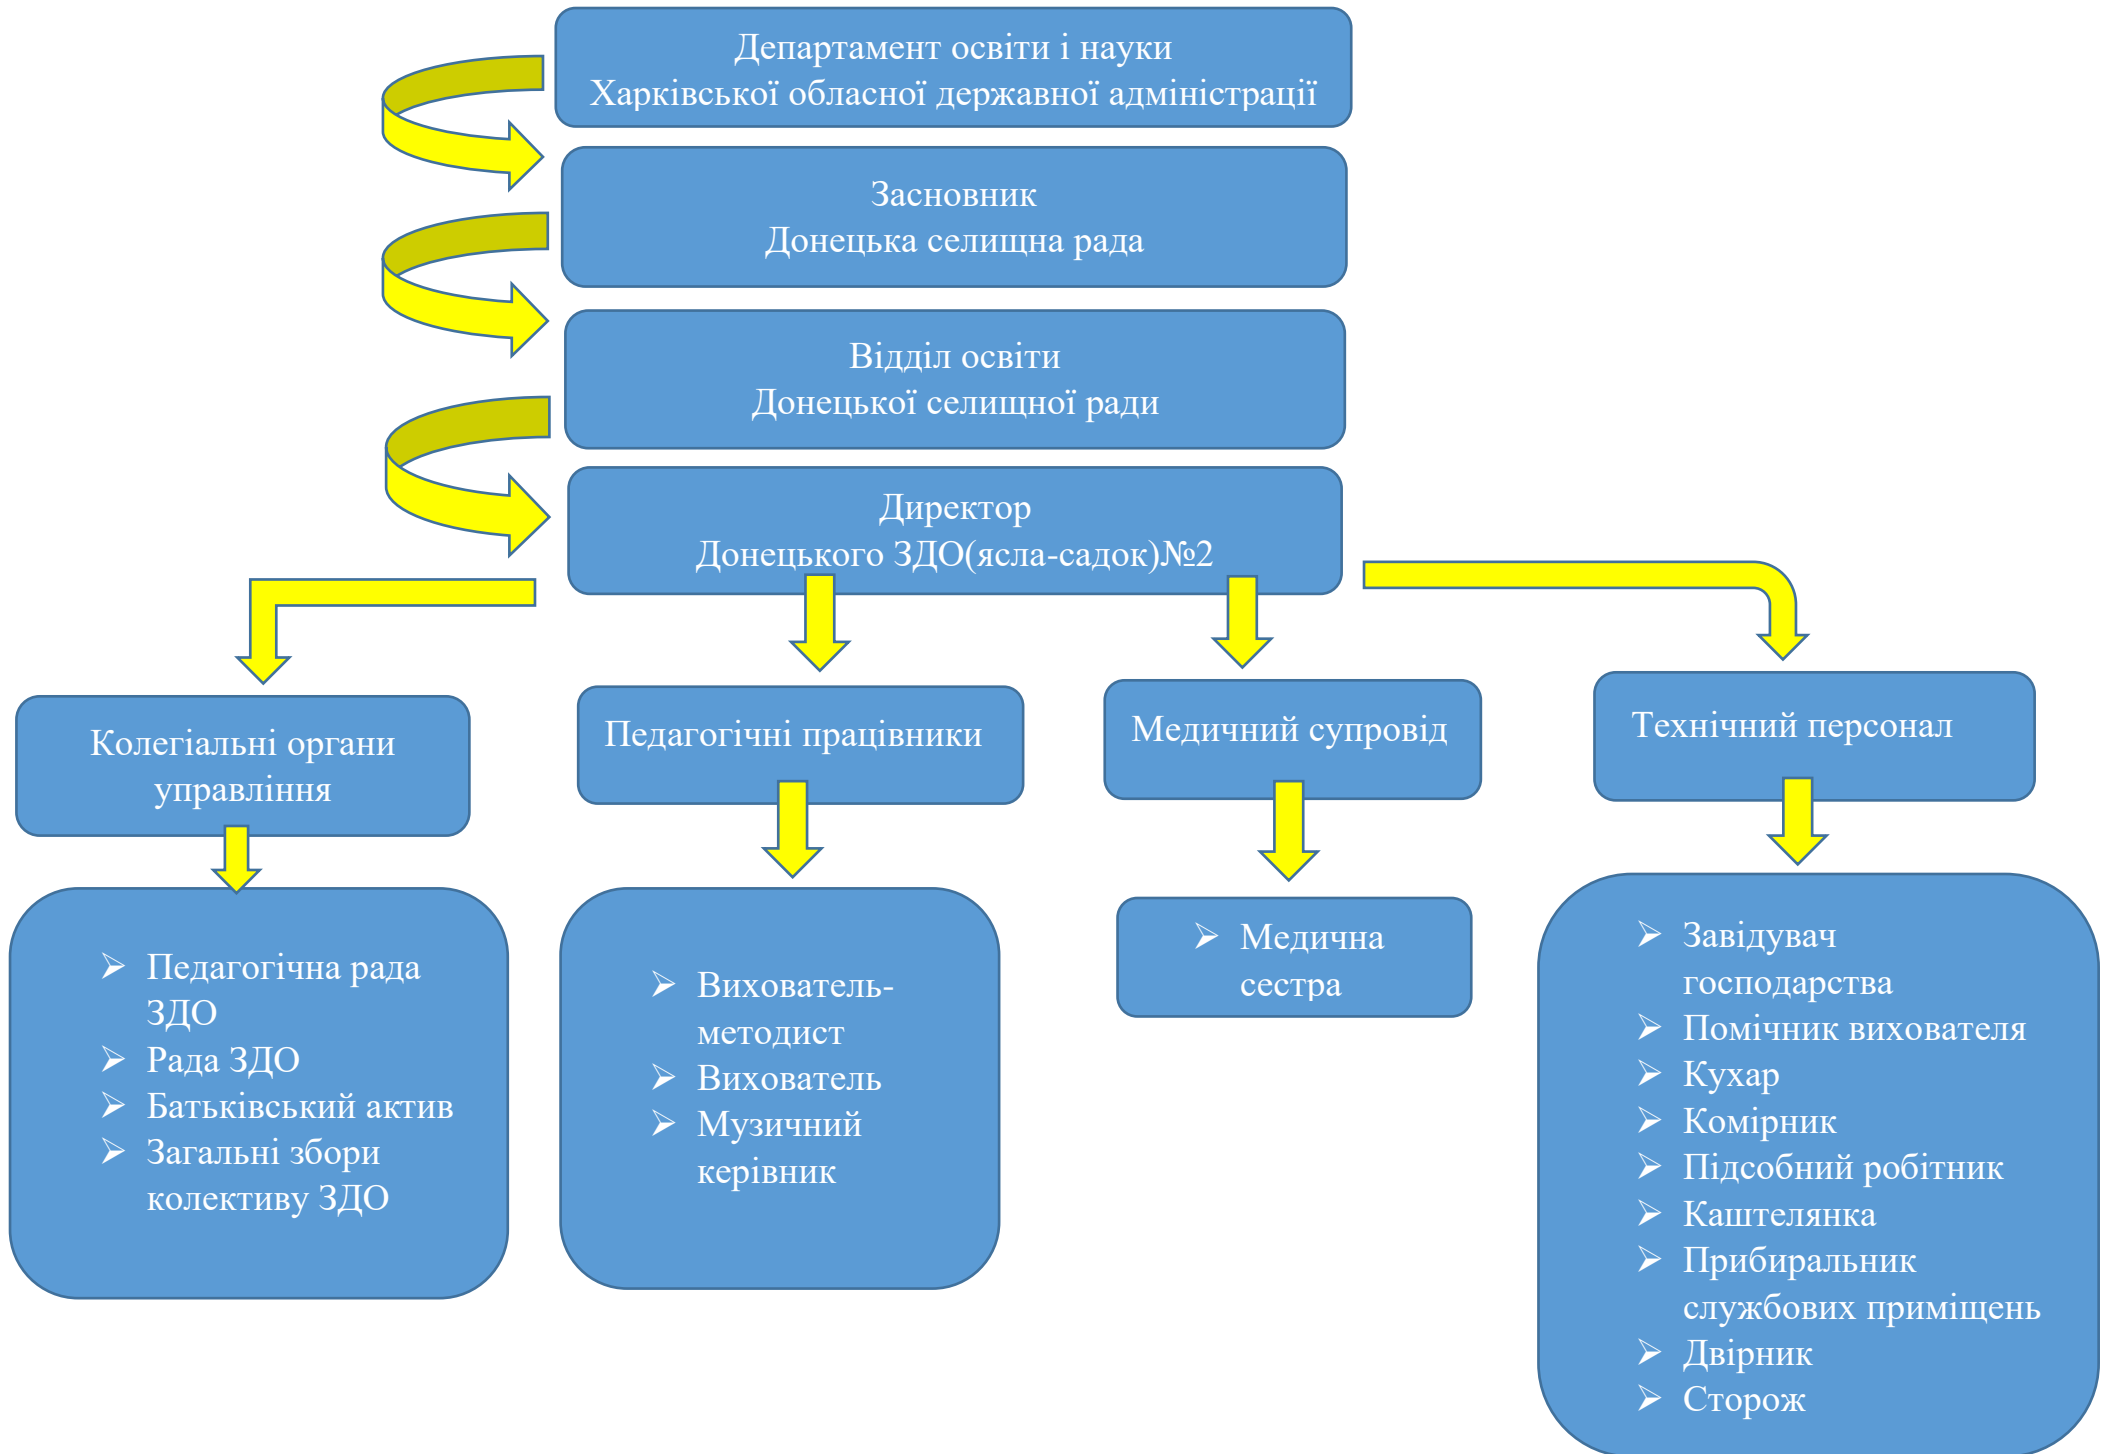 Департамент освіти і науки
Харківської обласної державної адміністрації
Засновник
Донецька селищна рада
Відділ освіти
Донецької селищної ради
Директор
Донецького ЗДО(ясла-садок)№2
Колегіальні органи
управління
Педагогічні працівники
Медичний супровід
Технічний персонал
Педагогічна рада
ЗДО
Рада ЗДО
Батьківський актив
Загальні збори
колективу ЗДО
Вихователь-
методист
Вихователь
Музичний
керівник
Медична
сестра
Завідувач
господарства
Помічник вихователя
Кухар
Комірник
Підсобний робітник
Каштелянка
Прибиральник
службових приміщень
Двірник
Сторож